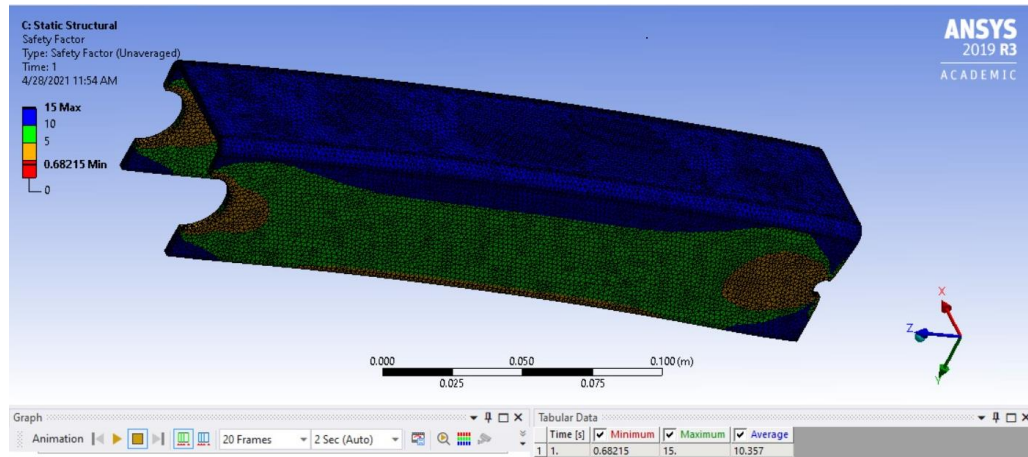 C: Static Structural
Safety Factor
Type: Safety Factor (Unaveraged)
Time: 1
4/28/2021 11:54 AM
15 Max
10
5
0.68215 Min
0
ANSYS
2019 R3
ACADEMIC
0.000 0.050 0.100 (m)
0.025 0.075
X
Z
Y
Graph
Animation 20 Frames 2 Sec (Auto)
Tabular Data
Time [s] Minimum Maximum Average
1 1. 0.68215 15. 10.357